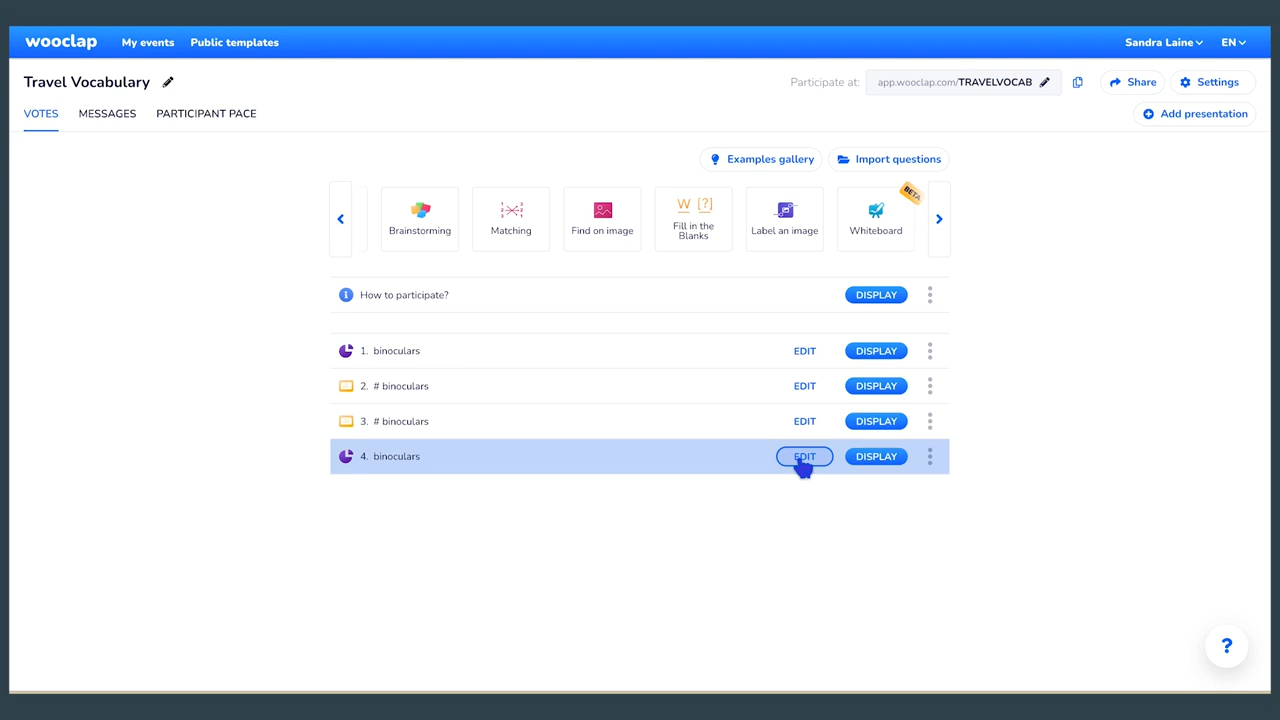 wooclap My events Public templates Sandra Laine EN
Travel Vocabulary Participate at: app.wooclap.com/TRAVELVOCAB Share Settings
VOTES MESSAGES PARTICIPANT PACE Add presentation
Examples gallery Import questions
BETA
Brainstorming Matching Find on image W [?] Fill in the Blanks Label an image Whiteboard
How to participate? DISPLAY
1. binoculars EDIT DISPLAY
2. # binoculars EDIT DISPLAY
3. # binoculars EDIT DISPLAY
4. binoculars EDIT DISPLAY
?